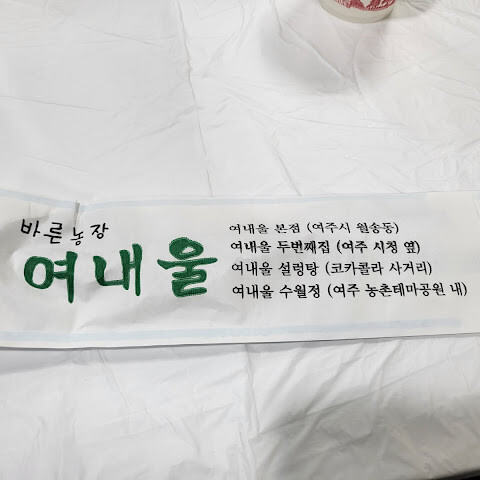 바른농장
여내울
여내울 본점 (여주시 월송동)
여내울 두번째집 (여주 시청 옆)
여내울 설렁탕 (코카콜라 사거리)
여내울 수월정 (여주 농촌테마공원 내)